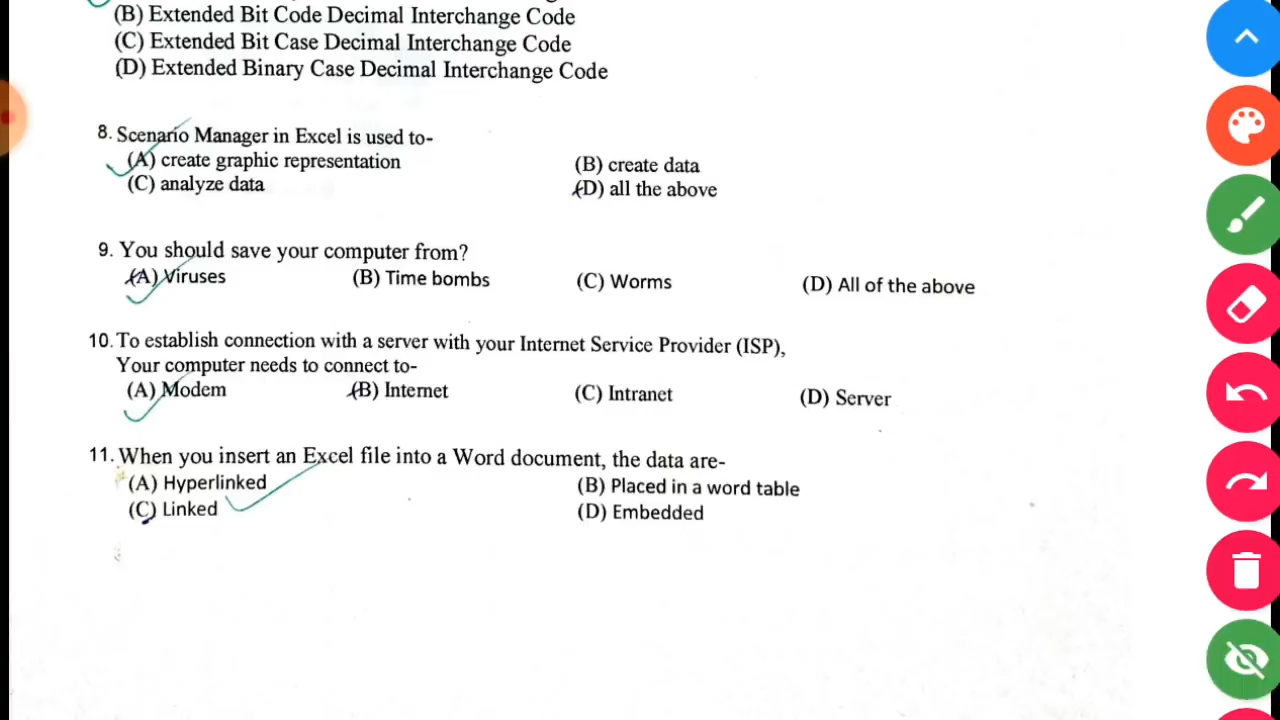 (B) Extended Bit Code Decimal Interchange Code
(C) Extended Bit Case Decimal Interchange Code
(D) Extended Binary Case Decimal Interchange Code
8. Scenario Manager in Excel is used to-
(A) create graphic representation (B) create data
(C) analyze data (D) all the above
9. You should save your computer from?
(A) Viruses (B) Time bombs (C) Worms (D) All of the above
10. To establish connection with a server with your Internet Service Provider (ISP),
Your computer needs to connect to-
(A) Modem (B) Internet (C) Intranet (D) Server
11. When you insert an Excel file into a Word document, the data are-
(A) Hyperlinked (B) Placed in a word table
(C) Linked (D) Embedded